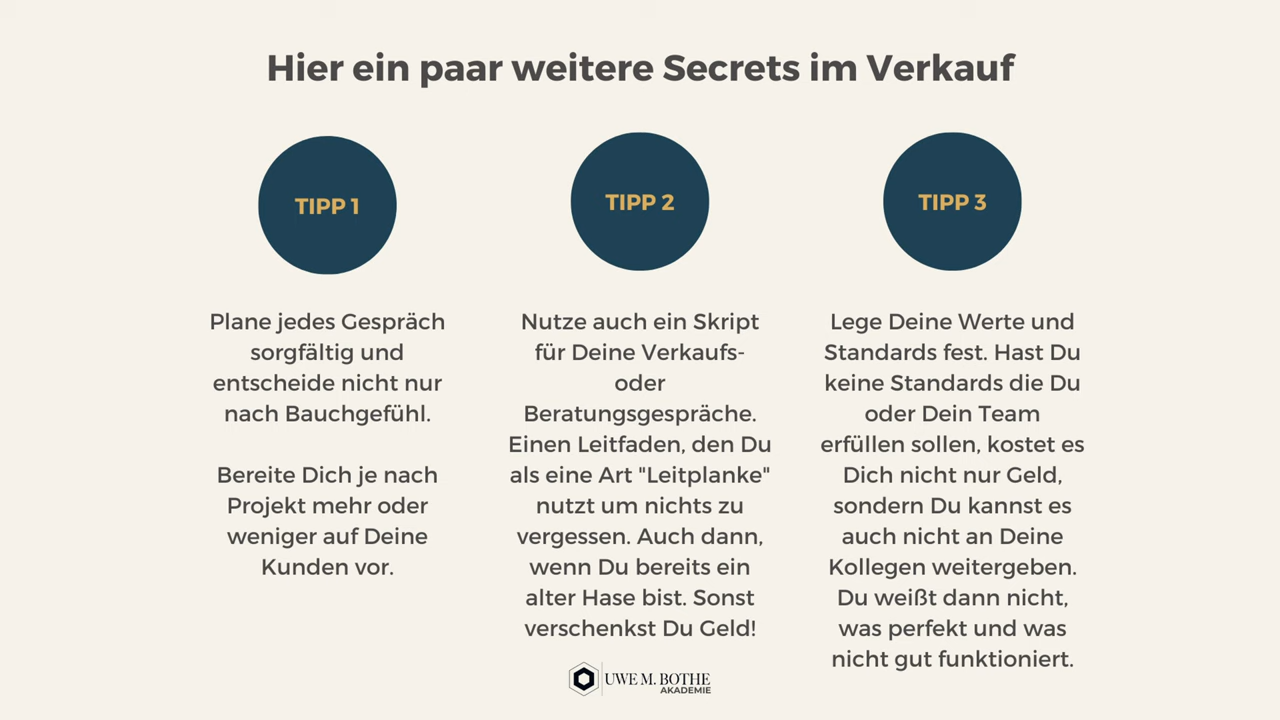 Hier ein paar weitere Secrets im Verkauf
TIPP 1
Plane jedes Gespräch
sorgfältig und
entscheide nicht nur
nach Bauchgefühl.
Bereite Dich je nach
Projekt mehr oder
weniger auf Deine
Kunden vor.
TIPP 2
Nutze auch ein Skript
für Deine Verkaufs-
oder
Beratungsgespräche.
Einen Leitfaden, den Du
als eine Art "Leitplanke"
nutzt um nichts zu
vergessen. Auch dann,
wenn Du bereits ein
alter Hase bist. Sonst
verschenkst Du Geld!
TIPP 3
Lege Deine Werte und
Standards fest. Hast Du
keine Standards die Du
oder Dein Team
erfüllen sollen, kostet es
Dich nicht nur Geld,
sondern Du kannst es
auch nicht an Deine
Kollegen weitergeben.
Du weißt dann nicht,
was perfekt und was
nicht gut funktioniert.
UWE M. BOTHE
AKADEMIE